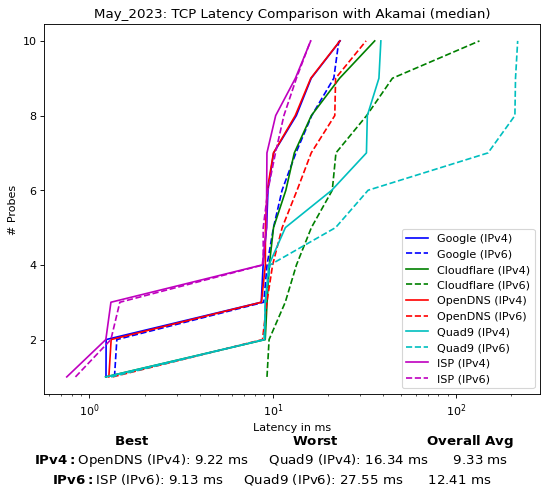 May_2023: TCP Latency Comparison with Akamai (median)
# Probes
10
8
6
4
2
10⁰
10¹
10²
Latency in ms
Google (IPv4)
Google (IPv6)
Cloudflare (IPv4)
Cloudflare (IPv6)
OpenDNS (IPv4)
OpenDNS (IPv6)
Quad9 (IPv4)
Quad9 (IPv6)
ISP (IPv4)
ISP (IPv6)
Best Worst Overall Avg
IPv4: OpenDNS (IPv4): 9.22 ms Quad9 (IPv4): 16.34 ms 9.33 ms
IPv6: ISP (IPv6): 9.13 ms Quad9 (IPv6): 27.55 ms 12.41 ms